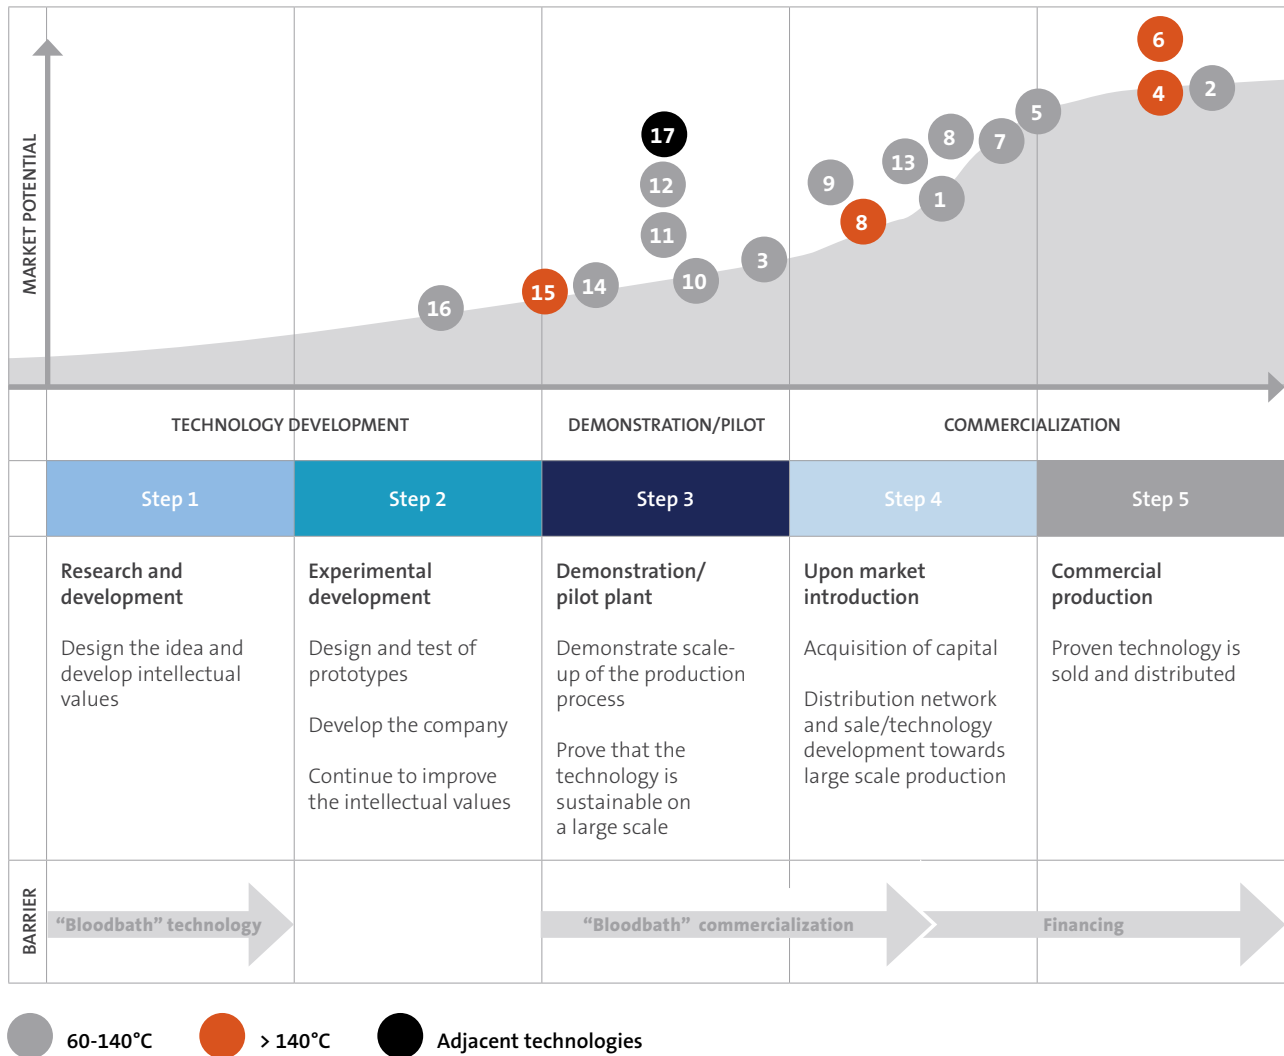 MARKET POTENTIAL
6
4
2
5
17
8
7
13
12
9
1
8
11
3
10
14
15
16
TECHNOLOGY DEVELOPMENT
DEMONSTRATION/PILOT
COMMERCIALIZATION
Step 1
Step 2
Step 3
Step 4
Step 5
Research and
development
Design the idea and
develop intellectual
values
Experimental
development
Design and test of
prototypes
Develop the company
Continue to improve
the intellectual values
Demonstration/
pilot plant
Demonstrate scale-
up of the production
process
Prove that the
technology is
sustainable on
a large scale
Upon market
introduction
Acquisition of capital
Distribution network
and sale/technology
development towards
large scale production
Commercial
production
Proven technology is
sold and distributed
BARRIER
“Bloodbath” technology
“Bloodbath” commercialization
Financing
60-140°C
> 140°C
Adjacent technologies